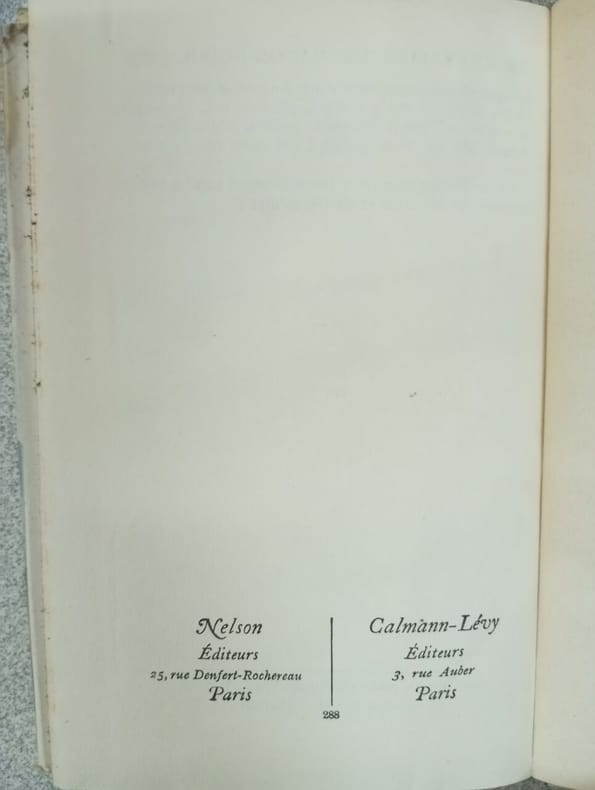 Nelson
Éditeurs
25, rue Denfert-Rochereau
Paris
Calmann-Lévy
Éditeurs
3, rue Auber
Paris
288